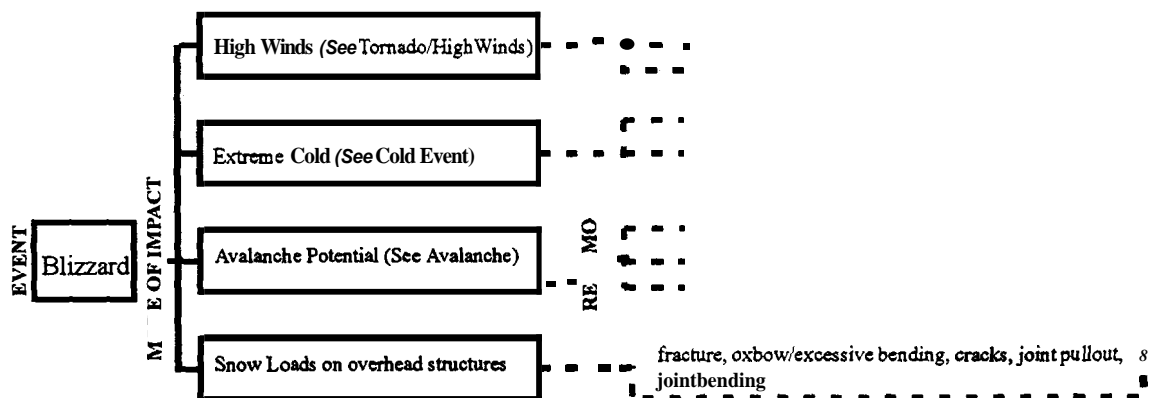 High Winds (See Tornado/High Winds)
Extreme Cold (See Cold Event)
EVENT
Blizzard
M E OF IMPACT
Avalanche Potential (See Avalanche)
RE MO
Snow Loads on overhead structures
fracture, oxbow/excessive bending, cracks, joint pullout, 8
jointbending